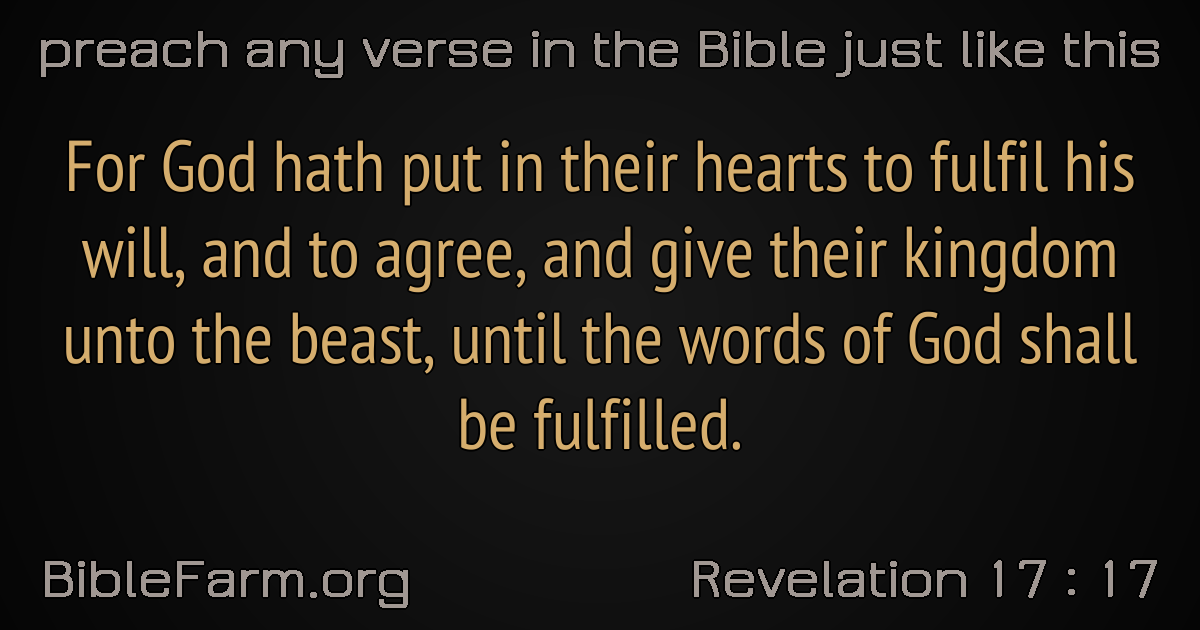 preach any verse in the Bible just like this
For God hath put in their hearts to fulfil his
will, and to agree, and give their kingdom
unto the beast, until the words of God shall
be fulfilled.
BibleFarm.org
Revelation 17 : 17